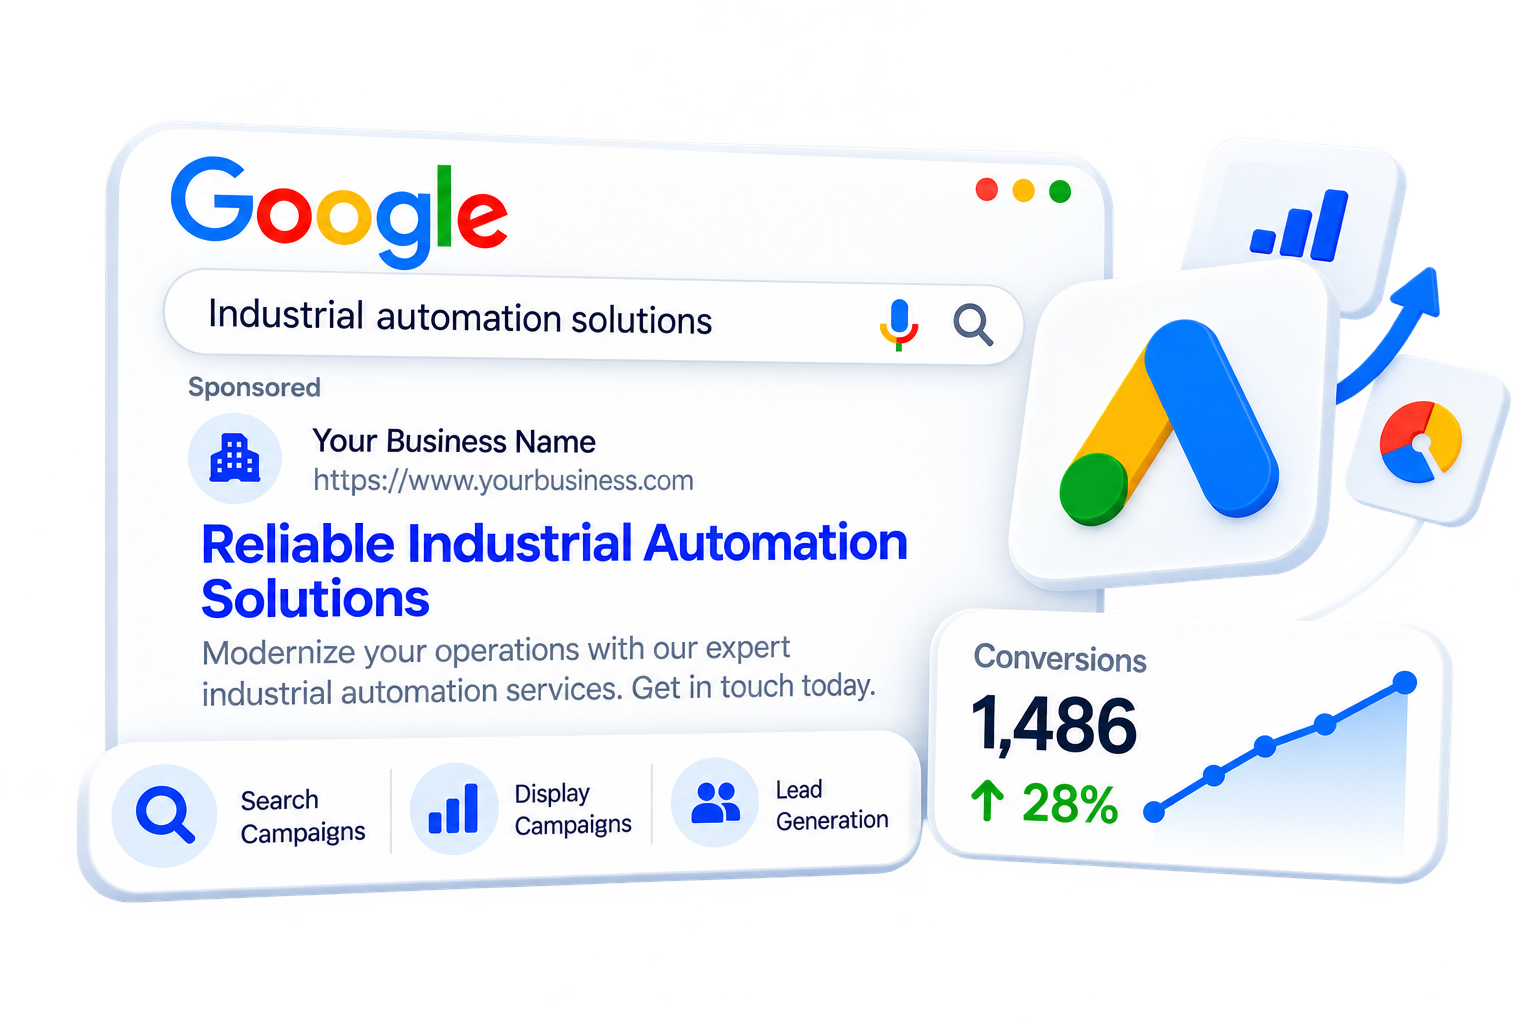 Google
Industrial automation solutions
Sponsored
Your Business Name
https://www.yourbusiness.com
Reliable Industrial Automation
Solutions
Modernize your operations with our expert
industrial automation services. Get in touch today.
Search
Campaigns
Display
Campaigns
Lead
Generation
Conversions
1,486
↑ 28%